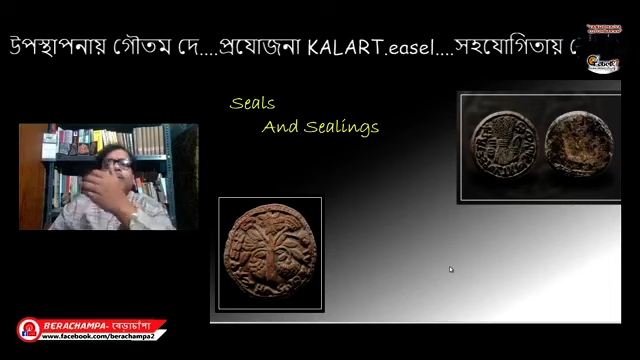 উপস্থাপনায় গৌতম দে....প্রযোজনা KALART.easel....সহযোগিতায়
Seals
And Sealings
BERACHAMPA- বেড়াচাঁপা
www.facebook.com/berachampa2